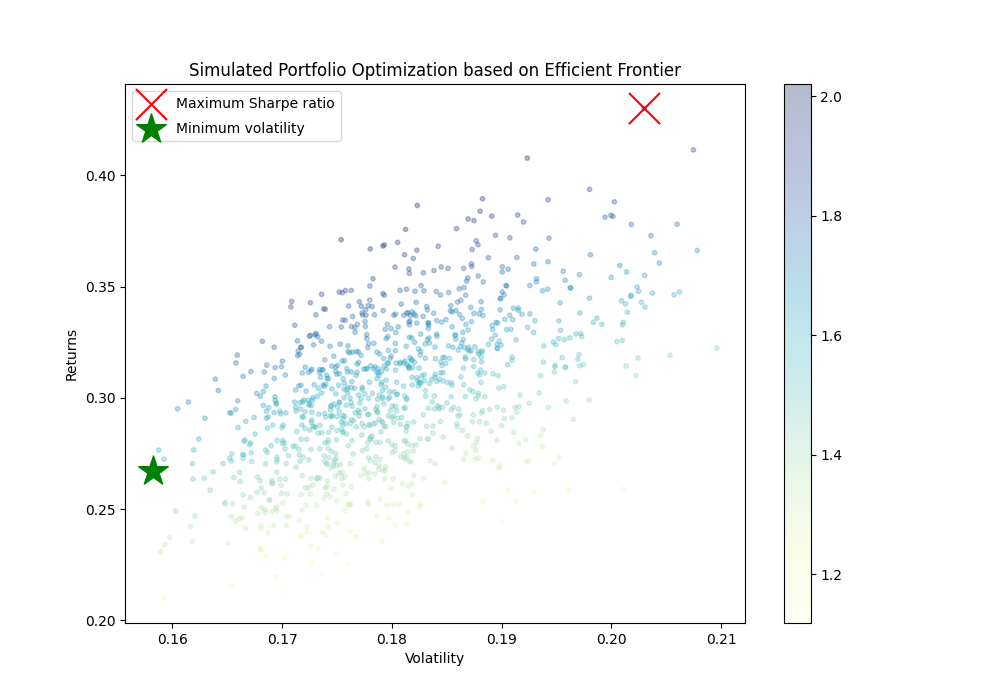 Simulated Portfolio Optimization based on Efficient Frontier
Maximum Sharpe ratio
Minimum volatility
Returns
0.40
0.35
0.30
0.25
0.20
0.16 0.17 0.18 0.19 0.20 0.21
Volatility
2.0
1.8
1.6
1.4
1.2